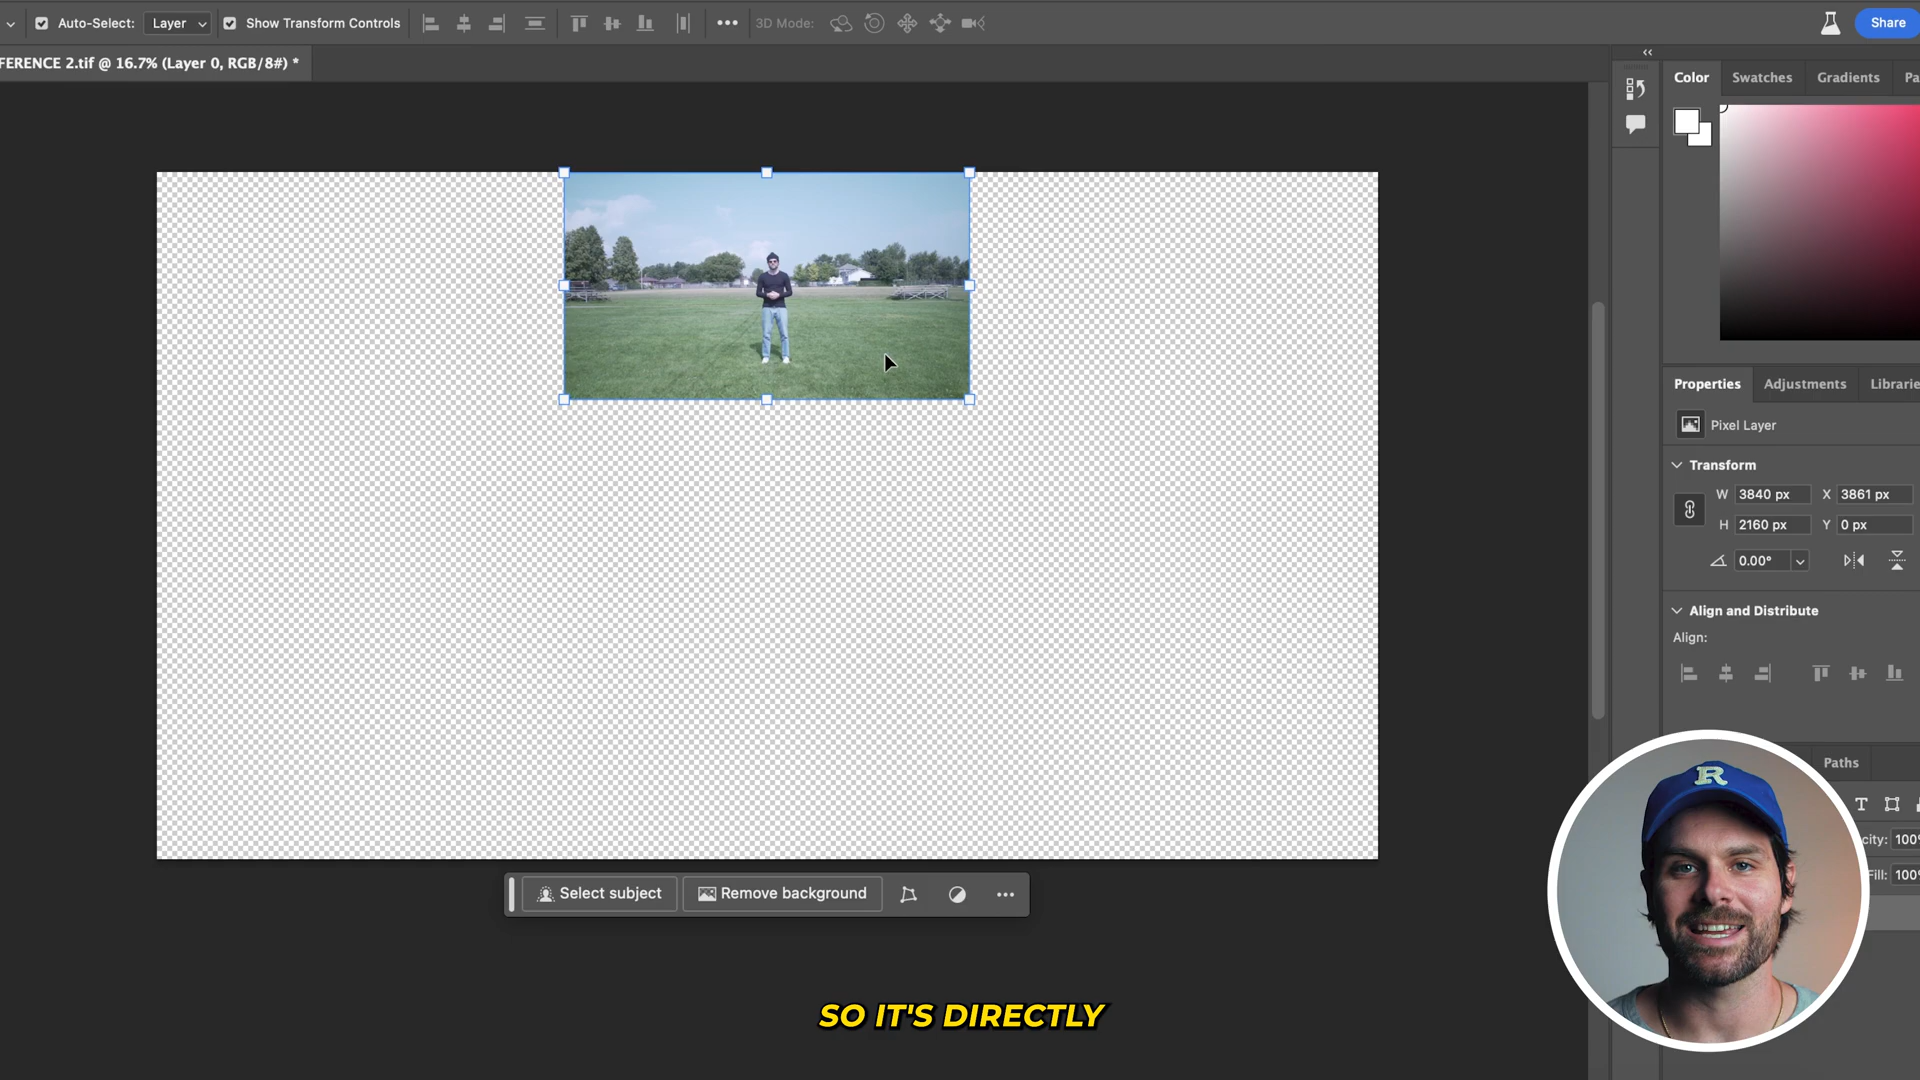 Auto-Select: Layer Show Transform Controls ••• 3D Mode: Share
FERENCE 2.tif @ 16.7% (Layer 0, RGB/8#) *
Color Swatches Gradients Pa
Properties Adjustments Librarie
Pixel Layer
Transform
W 3840 px X 3861 px
H 2160 px Y 0 px
0.00°
Align and Distribute
Align:
Paths
T
city: 100%
Fill: 100%
R
Select subject Remove background •••
SO IT'S DIRECTLY